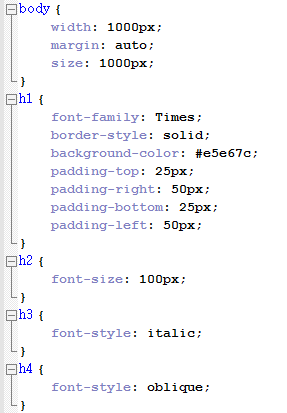 body {
width: 1000px;
margin: auto;
size: 1000px;
}
h1 {
font-family: Times;
border-style: solid;
background-color: #e5e67c;
padding-top: 25px;
padding-right: 50px;
padding-bottom: 25px;
padding-left: 50px;
}
h2 {
font-size: 100px;
}
h3 {
font-style: italic;
}
h4 {
font-style: oblique;
}